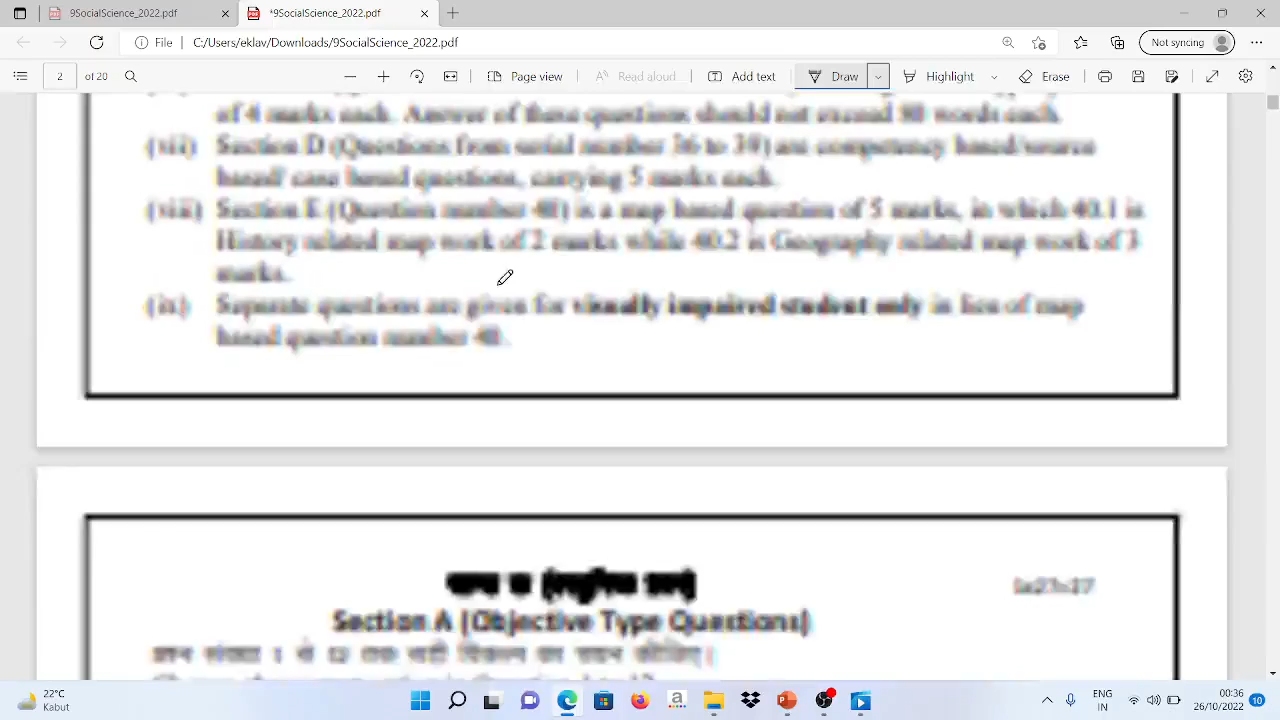 9SocialScience_2022.pdf
*9SocialScience_2022.pdf
File
C:/Users/eklav/Downloads/9SocialScience_2022.pdf
Not syncing
2
of 20
Page view
Read aloud
Add text
Draw
Highlight
Erase
of 4 marks each. Answer of these questions should not exceed words each.
(vii) Section D (Questions from serial number 36 to 39) are competency based/source
based/ case based questions, carrying 5 marks each.
(viii) Section E (Question number 40) is a map based question of 5 marks, in which 40.1 is
History related map work of 2 marks while 40.2 is Geography related map work of 3
marks.
(ix) Separate questions are given for visually impaired student only in lieu of map
based question number 40.
Section A (Objective Type Questions)
22°C
Kabut
ENG
IN
00:36
26/10/2022
10